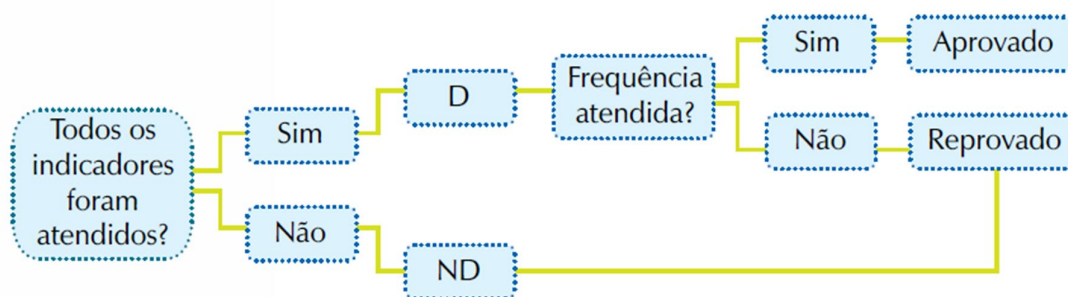 Todos os
indicadores
foram
atendidos?
Sim
D
Frequência
atendida?
Sim
Aprovado
Não
Reprovado
Não
ND